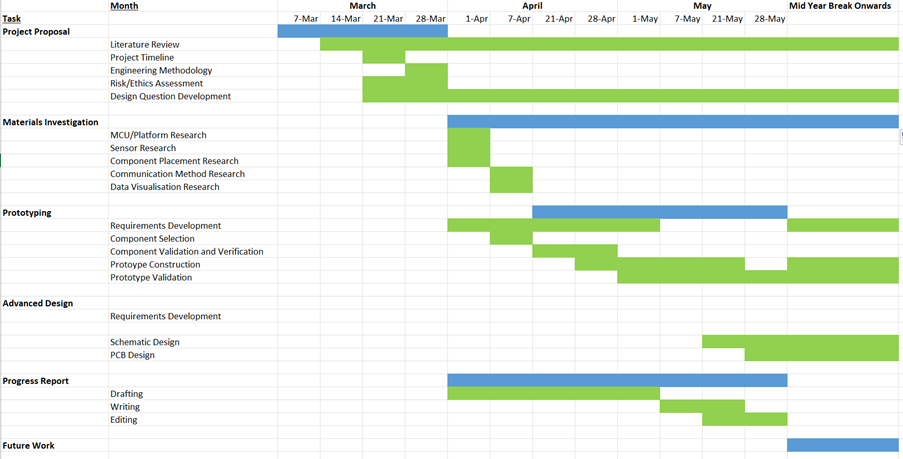 Month March April May Mid Year Break Onwards
Task 7-Mar 14-Mar 21-Mar 28-Mar 1-Apr 7-Apr 21-Apr 28-Apr 1-May 7-May 21-May 28-May
Project Proposal
Literature Review
Project Timeline
Engineering Methodology
Risk/Ethics Assessment
Design Question Development
Materials Investigation
MCU/Platform Research
Sensor Research
Component Placement Research
Communication Method Research
Data Visualisation Research
Prototyping
Requirements Development
Component Selection
Component Validation and Verification
Protoype Construction
Prototype Validation
Advanced Design
Requirements Development
Schematic Design
PCB Design
Progress Report
Drafting
Writing
Editing
Future Work